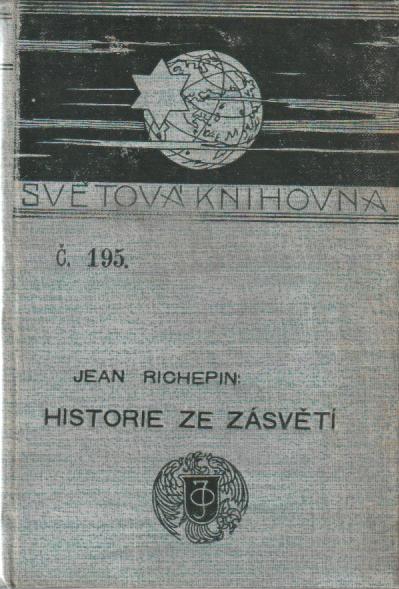 SVĚTOVÁ KNIHOVNA
Č. 195.
JEAN RICHEPIN:
HISTORIE ZE ZÁSVĚTÍ